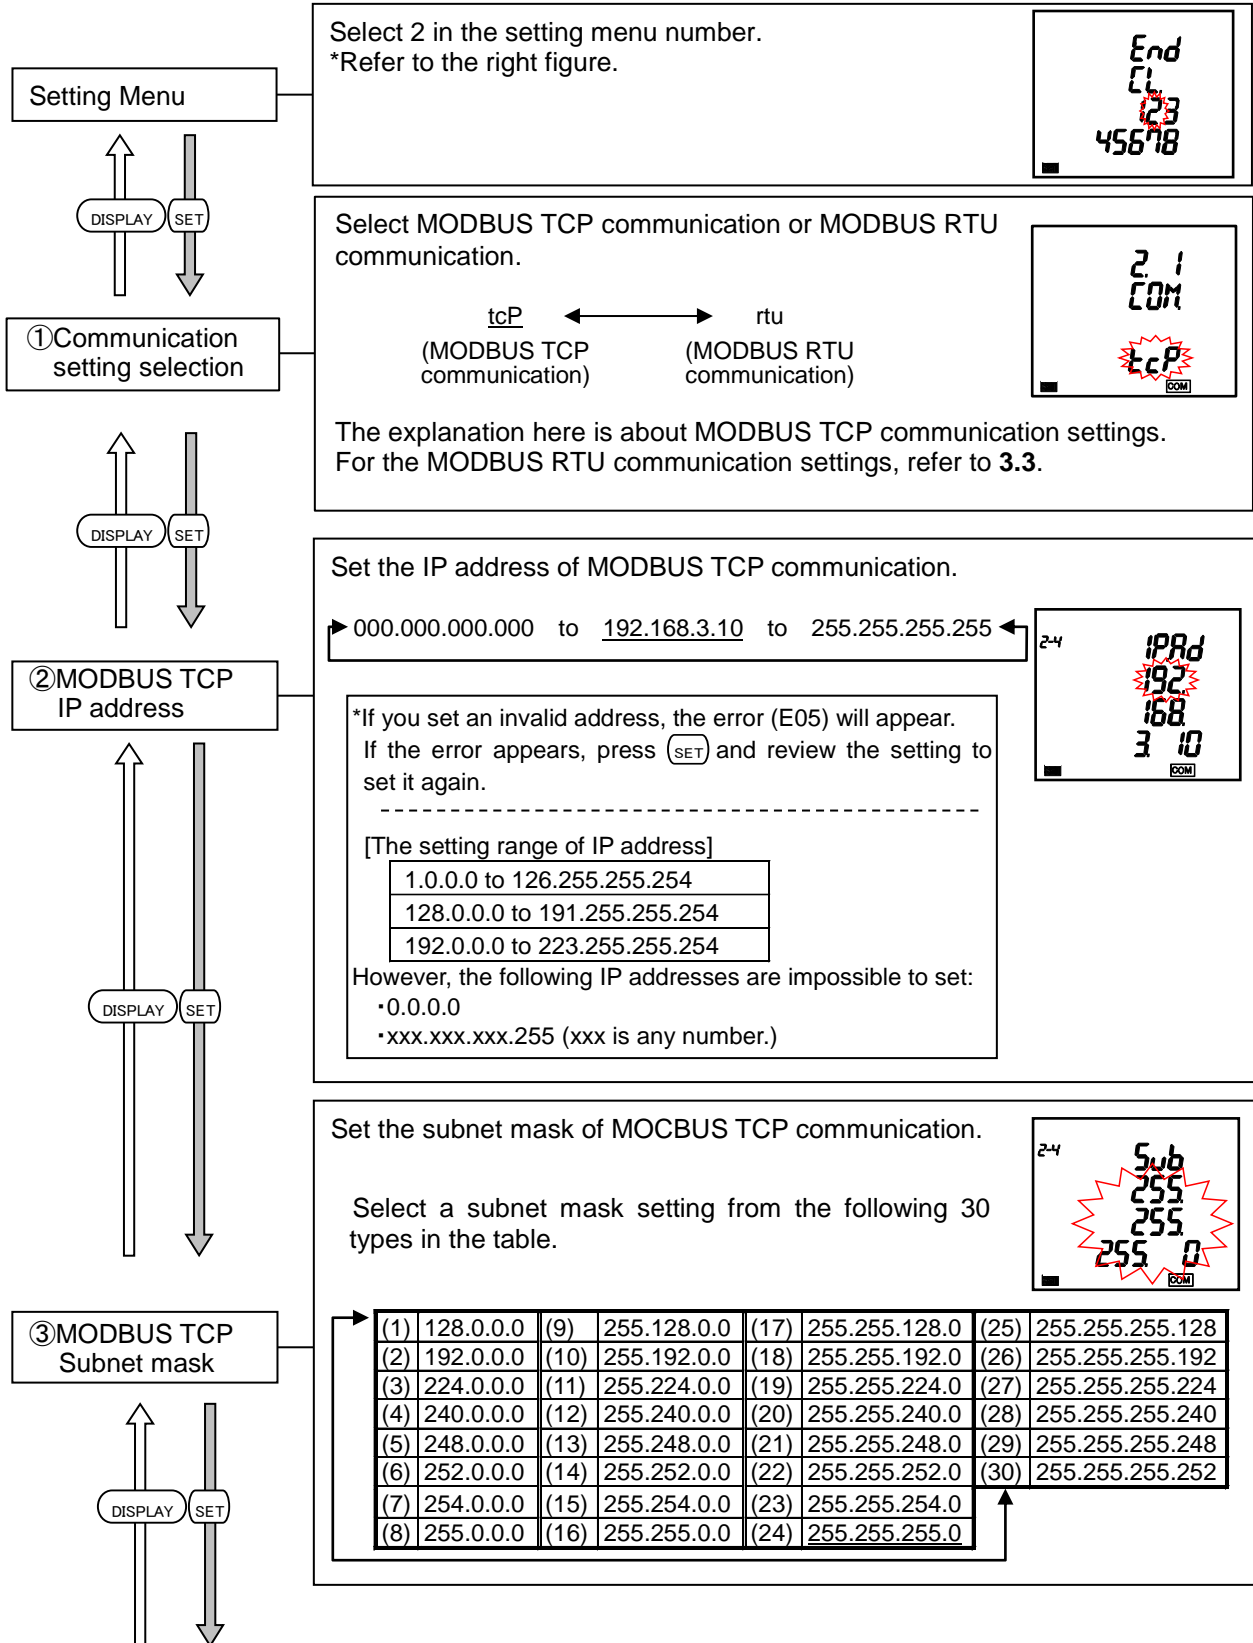 Select 2 in the setting menu number.
*Refer to the right figure.
Setting Menu
End
CL.
123
45678
DISPLAY SET
Select MODBUS TCP communication or MODBUS RTU
communication.
tcP rtu
(MODBUS TCP (MODBUS RTU
communication) communication)
2. 1
COM.
tcP
COM
①Communication
setting selection
The explanation here is about MODBUS TCP communication settings.
For the MODBUS RTU communication settings, refer to 3.3.
DISPLAY SET
Set the IP address of MODBUS TCP communication.
000.000.000.000 to 192.168.3.10 to 255.255.255.255
2-4 IPAd
192.
168.
3. 10
COM
②MODBUS TCP
IP address
*If you set an invalid address, the error (E05) will appear.
If the error appears, press SET and review the setting to
set it again.
[The setting range of IP address]
1.0.0.0 to 126.255.255.254
128.0.0.0 to 191.255.255.254
192.0.0.0 to 223.255.255.254
However, the following IP addresses are impossible to set:
・0.0.0.0
・xxx.xxx.xxx.255 (xxx is any number.)
DISPLAY SET
Set the subnet mask of MOCBUS TCP communication.
Select a subnet mask setting from the following 30
types in the table.
2-4 Sub
255.
255.
255. 0
COM
③MODBUS TCP
Subnet mask
(1) 128.0.0.0 (9) 255.128.0.0 (17) 255.255.128.0 (25) 255.255.255.128
(2) 192.0.0.0 (10) 255.192.0.0 (18) 255.255.192.0 (26) 255.255.255.192
(3) 224.0.0.0 (11) 255.224.0.0 (19) 255.255.224.0 (27) 255.255.255.224
(4) 240.0.0.0 (12) 255.240.0.0 (20) 255.255.240.0 (28) 255.255.255.240
(5) 248.0.0.0 (13) 255.248.0.0 (21) 255.255.248.0 (29) 255.255.255.248
(6) 252.0.0.0 (14) 255.252.0.0 (22) 255.255.252.0 (30) 255.255.255.252
(7) 254.0.0.0 (15) 255.254.0.0 (23) 255.255.254.0
(8) 255.0.0.0 (16) 255.255.0.0 (24) 255.255.255.0
DISPLAY SET